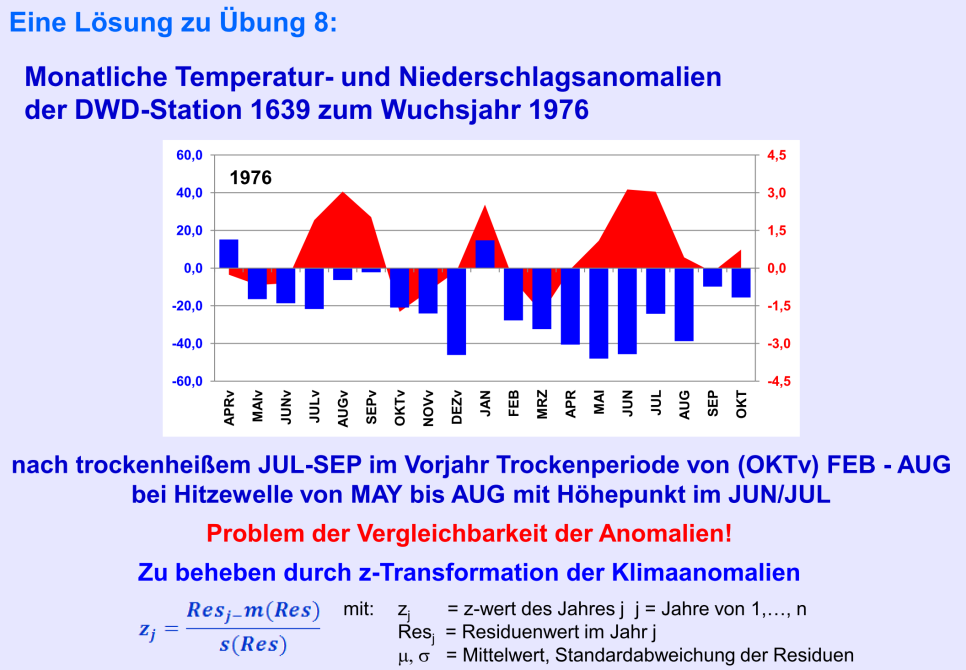 Eine Lösung zu Übung 8:
Monatliche Temperatur- und Niederschlagsanomalien
der DWD-Station 1639 zum Wuchsjahr 1976
60,0 4,5
1976
40,0 3,0
20,0 1,5
0,0 0,0
-20,0 -1,5
-40,0 -3,0
-60,0 -4,5
APRv MAIv JUNv JULv AUGv SEPv OKTv NOVv DEZv JAN FEB MRZ APR MAI JUN JUL AUG SEP OKT
nach trockenheißem JUL-SEP im Vorjahr Trockenperiode von (OKTv) FEB - AUG
bei Hitzewelle von MAY bis AUG mit Höhepunkt im JUN/JUL
Problem der Vergleichbarkeit der Anomalien!
Zu beheben durch z-Transformation der Klimaanomalien
z_j = (Res_j_ m(Res)) / s(Res)
mit: z_j = z-wert des Jahres j j = Jahre von 1,…, n
Res_j = Residuenwert im Jahr j
μ, σ = Mittelwert, Standardabweichung der Residuen